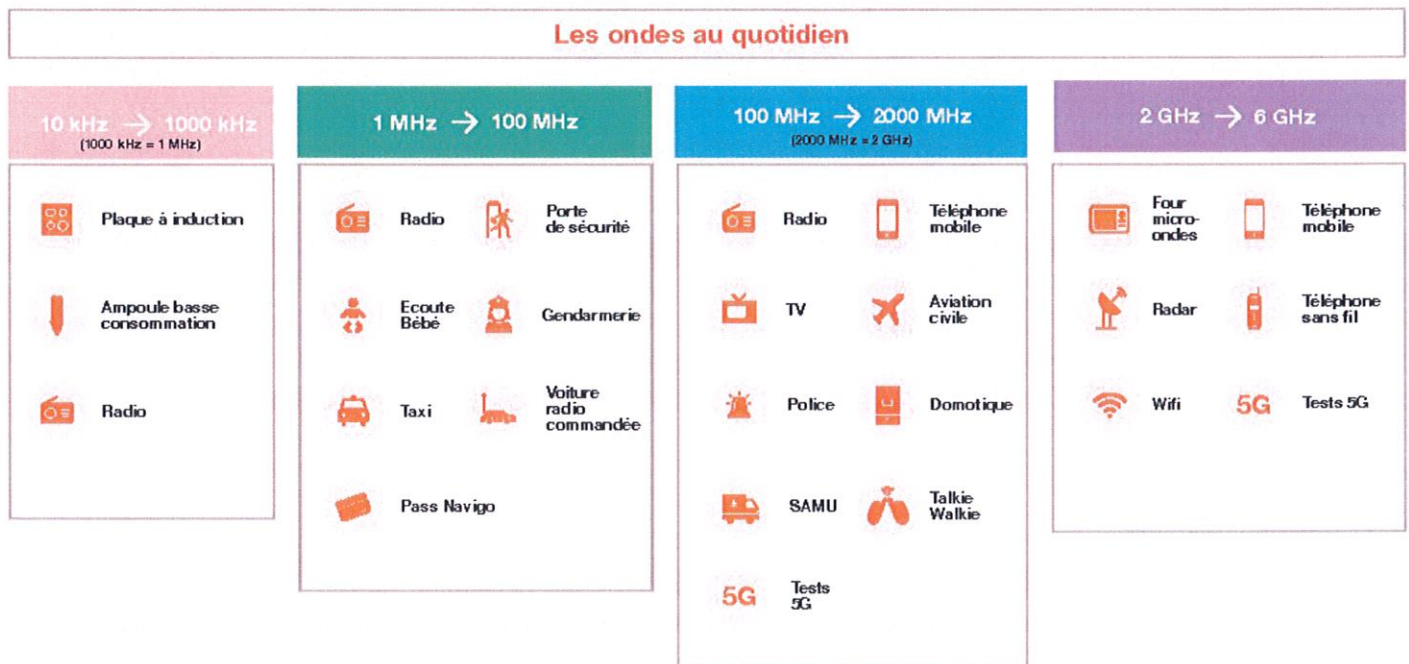 Les ondes au quotidien
10 kHz → 1000 kHz
(1000 kHz = 1 MHz)
Plaque à induction
Ampoule basse
consommation
Radio
1 MHz → 100 MHz
Radio
Porte
de sécurité
Ecoute
Bébé
Gendarmerie
Taxi
Voiture
radio
commandée
Pass Navigo
100 MHz → 2000 MHz
(2000 MHz = 2 GHz)
Radio
Téléphone
mobile
TV
Aviation
civile
Police
Domotique
SAMU
Talkie
Walkie
5G
Tests
5G
2 GHz → 6 GHz
Four
micro-
ondes
Téléphone
mobile
Radar
Téléphone
sans fil
Wifi
5G
Tests 5G